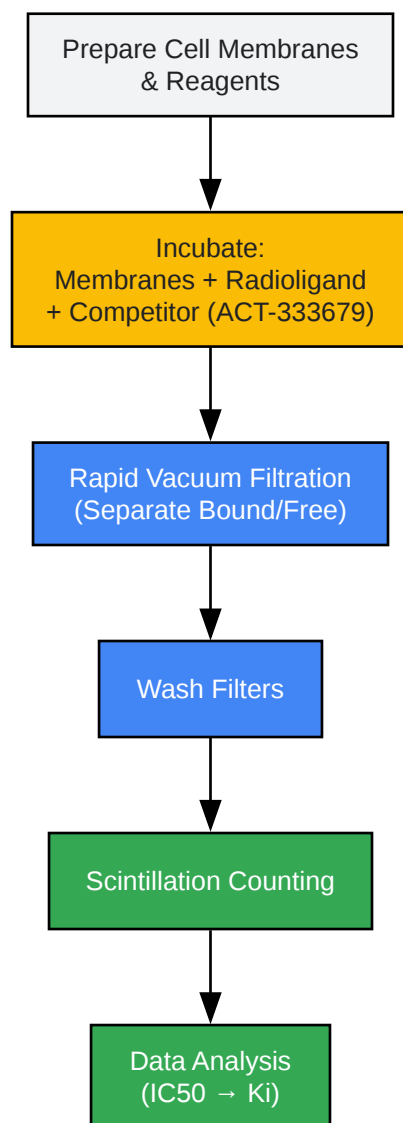 Prepare Cell Membranes
& Reagents
Incubate:
Membranes + Radioligand
+ Competitor (ACT-333679)
Rapid Vacuum Filtration
(Separate Bound/Free)
Wash Filters
Scintillation Counting
Data Analysis
(IC50 → Ki)